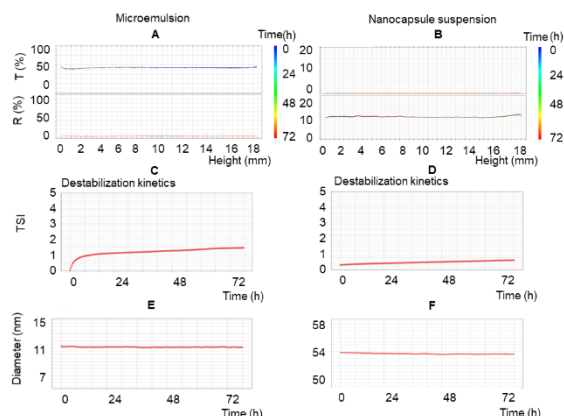 Microemulsion
Nanocapsule suspension
A
Time(h)
B
Time(h)
T (%)
100
50
0
R (%)
100
50
0
0 2 4 6 8 10 12 14 16 18
Height(mm)
0
24
48
72
T (%)
20
10
0
R (%)
20
10
0
0 2 4 6 8 10 12 14 16 18
Height(mm)
0
24
48
72
C
Destabilization kinetics
TSI
5
4
3
2
1
0
0 24 48 72
Time (h)
D
Destabilization kinetics
5
4
3
2
1
0
0 24 48 72
Time (h)
E
Diameter (nm)
15
11
7
0 24 48 72
Time (h)
F
58
54
50
0 24 48 72
Time (h)